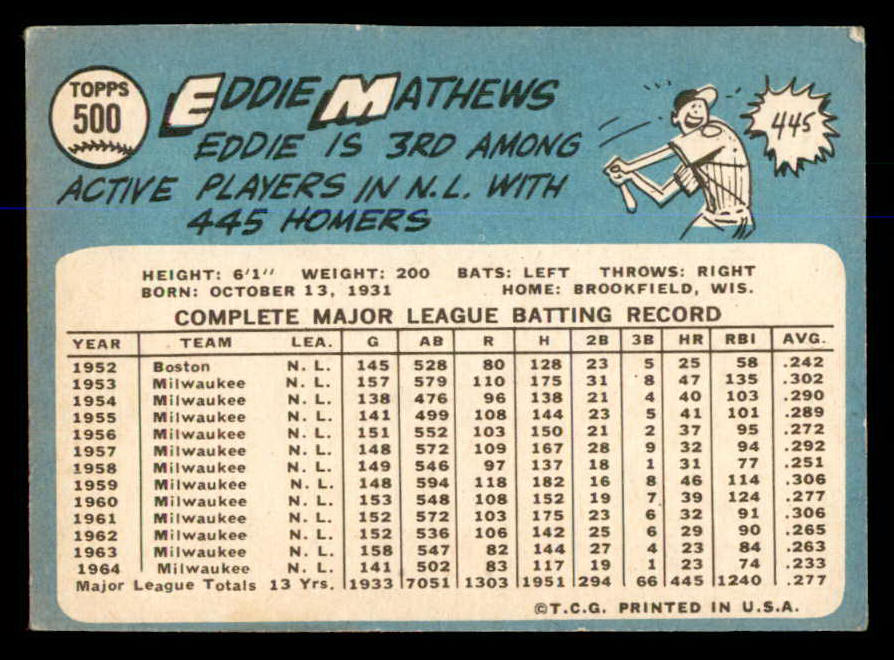 TOPPS
500
EDDIE MATHEWS
EDDIE IS 3RD AMONG
ACTIVE PLAYERS IN N.L. WITH
445 HOMERS
445
HEIGHT: 6'1" WEIGHT: 200 BATS: LEFT THROWS: RIGHT
BORN: OCTOBER 13, 1931 HOME: BROOKFIELD, WIS.
COMPLETE MAJOR LEAGUE BATTING RECORD
YEAR TEAM LEA. G AB R H 2B 3B HR RBI AVG.
1952 Boston N. L. 145 528 80 128 23 5 25 58 .242
1953 Milwaukee N. L. 157 579 110 175 31 8 47 135 .302
1954 Milwaukee N. L. 138 476 96 138 21 4 40 103 .290
1955 Milwaukee N. L. 141 499 108 144 23 5 41 101 .289
1956 Milwaukee N. L. 151 552 103 150 21 2 37 95 .272
1957 Milwaukee N. L. 148 572 109 167 28 9 32 94 .292
1958 Milwaukee N. L. 149 546 97 137 18 1 31 77 .251
1959 Milwaukee N. L. 148 594 118 182 16 8 46 114 .306
1960 Milwaukee N. L. 153 548 108 152 19 7 39 124 .277
1961 Milwaukee N. L. 152 572 103 175 23 6 32 91 .306
1962 Milwaukee N. L. 152 536 106 142 25 6 29 90 .265
1963 Milwaukee N. L. 158 547 82 144 27 4 23 84 .263
1964 Milwaukee N. L. 141 502 83 117 19 1 23 74 .233
Major League Totals 13 Yrs. 1933 7051 1303 1951 294 66 445 1240 .277
©T.C.G. PRINTED IN U.S.A.